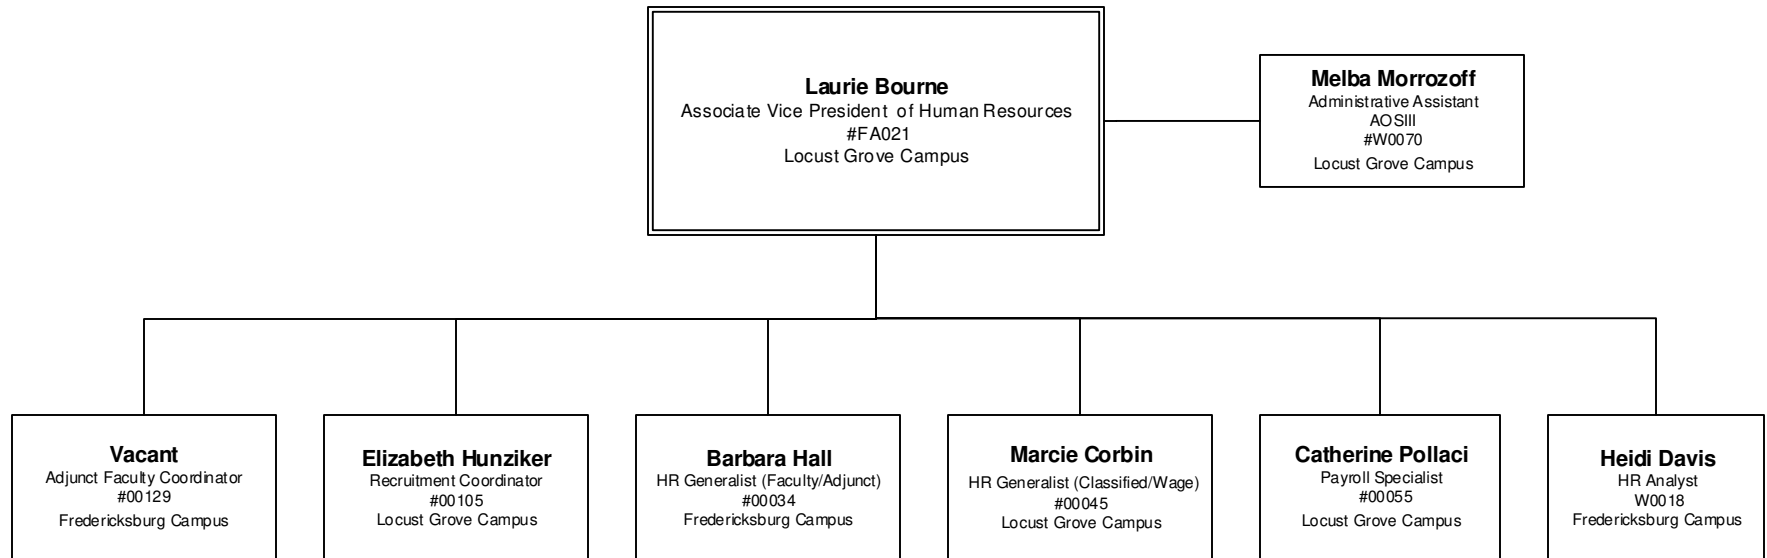 Laurie Bourne
Associate Vice President of Human Resources
#FA021
Locust Grove Campus
Melba Morrozoff
Administrative Assistant
AOSIII
#W0070
Locust Grove Campus
Vacant
Adjunct Faculty Coordinator
#00129
Fredericksburg Campus
Elizabeth Hunziker
Recruitment Coordinator
#00105
Locust Grove Campus
Barbara Hall
HR Generalist (Faculty/Adjunct)
#00034
Fredericksburg Campus
Marcie Corbin
HR Generalist (Classified/Wage)
#00045
Locust Grove Campus
Catherine Pollaci
Payroll Specialist
#00055
Locust Grove Campus
Heidi Davis
HR Analyst
W0018
Fredericksburg Campus